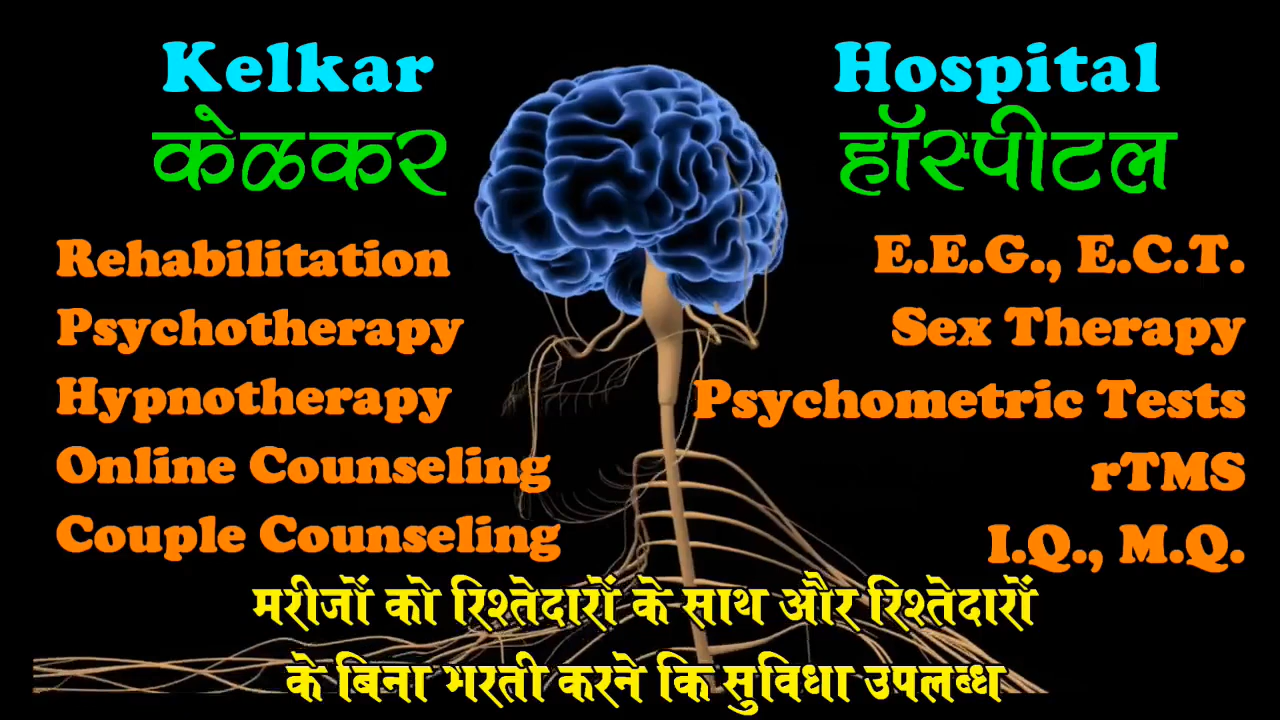 Kelkar Hospital
केळकर हॉस्पीटल
Rehabilitation
Psychotherapy
Hypnotherapy
Online Counseling
Couple Counseling
E.E.G., E.C.T.
Sex Therapy
Psychometric Tests
rTMS
I.Q., M.Q.
मरीजों को रिश्तेदारों के साथ और रिश्तेदारों
के बिना भरती करने कि सुविधा उपलब्ध